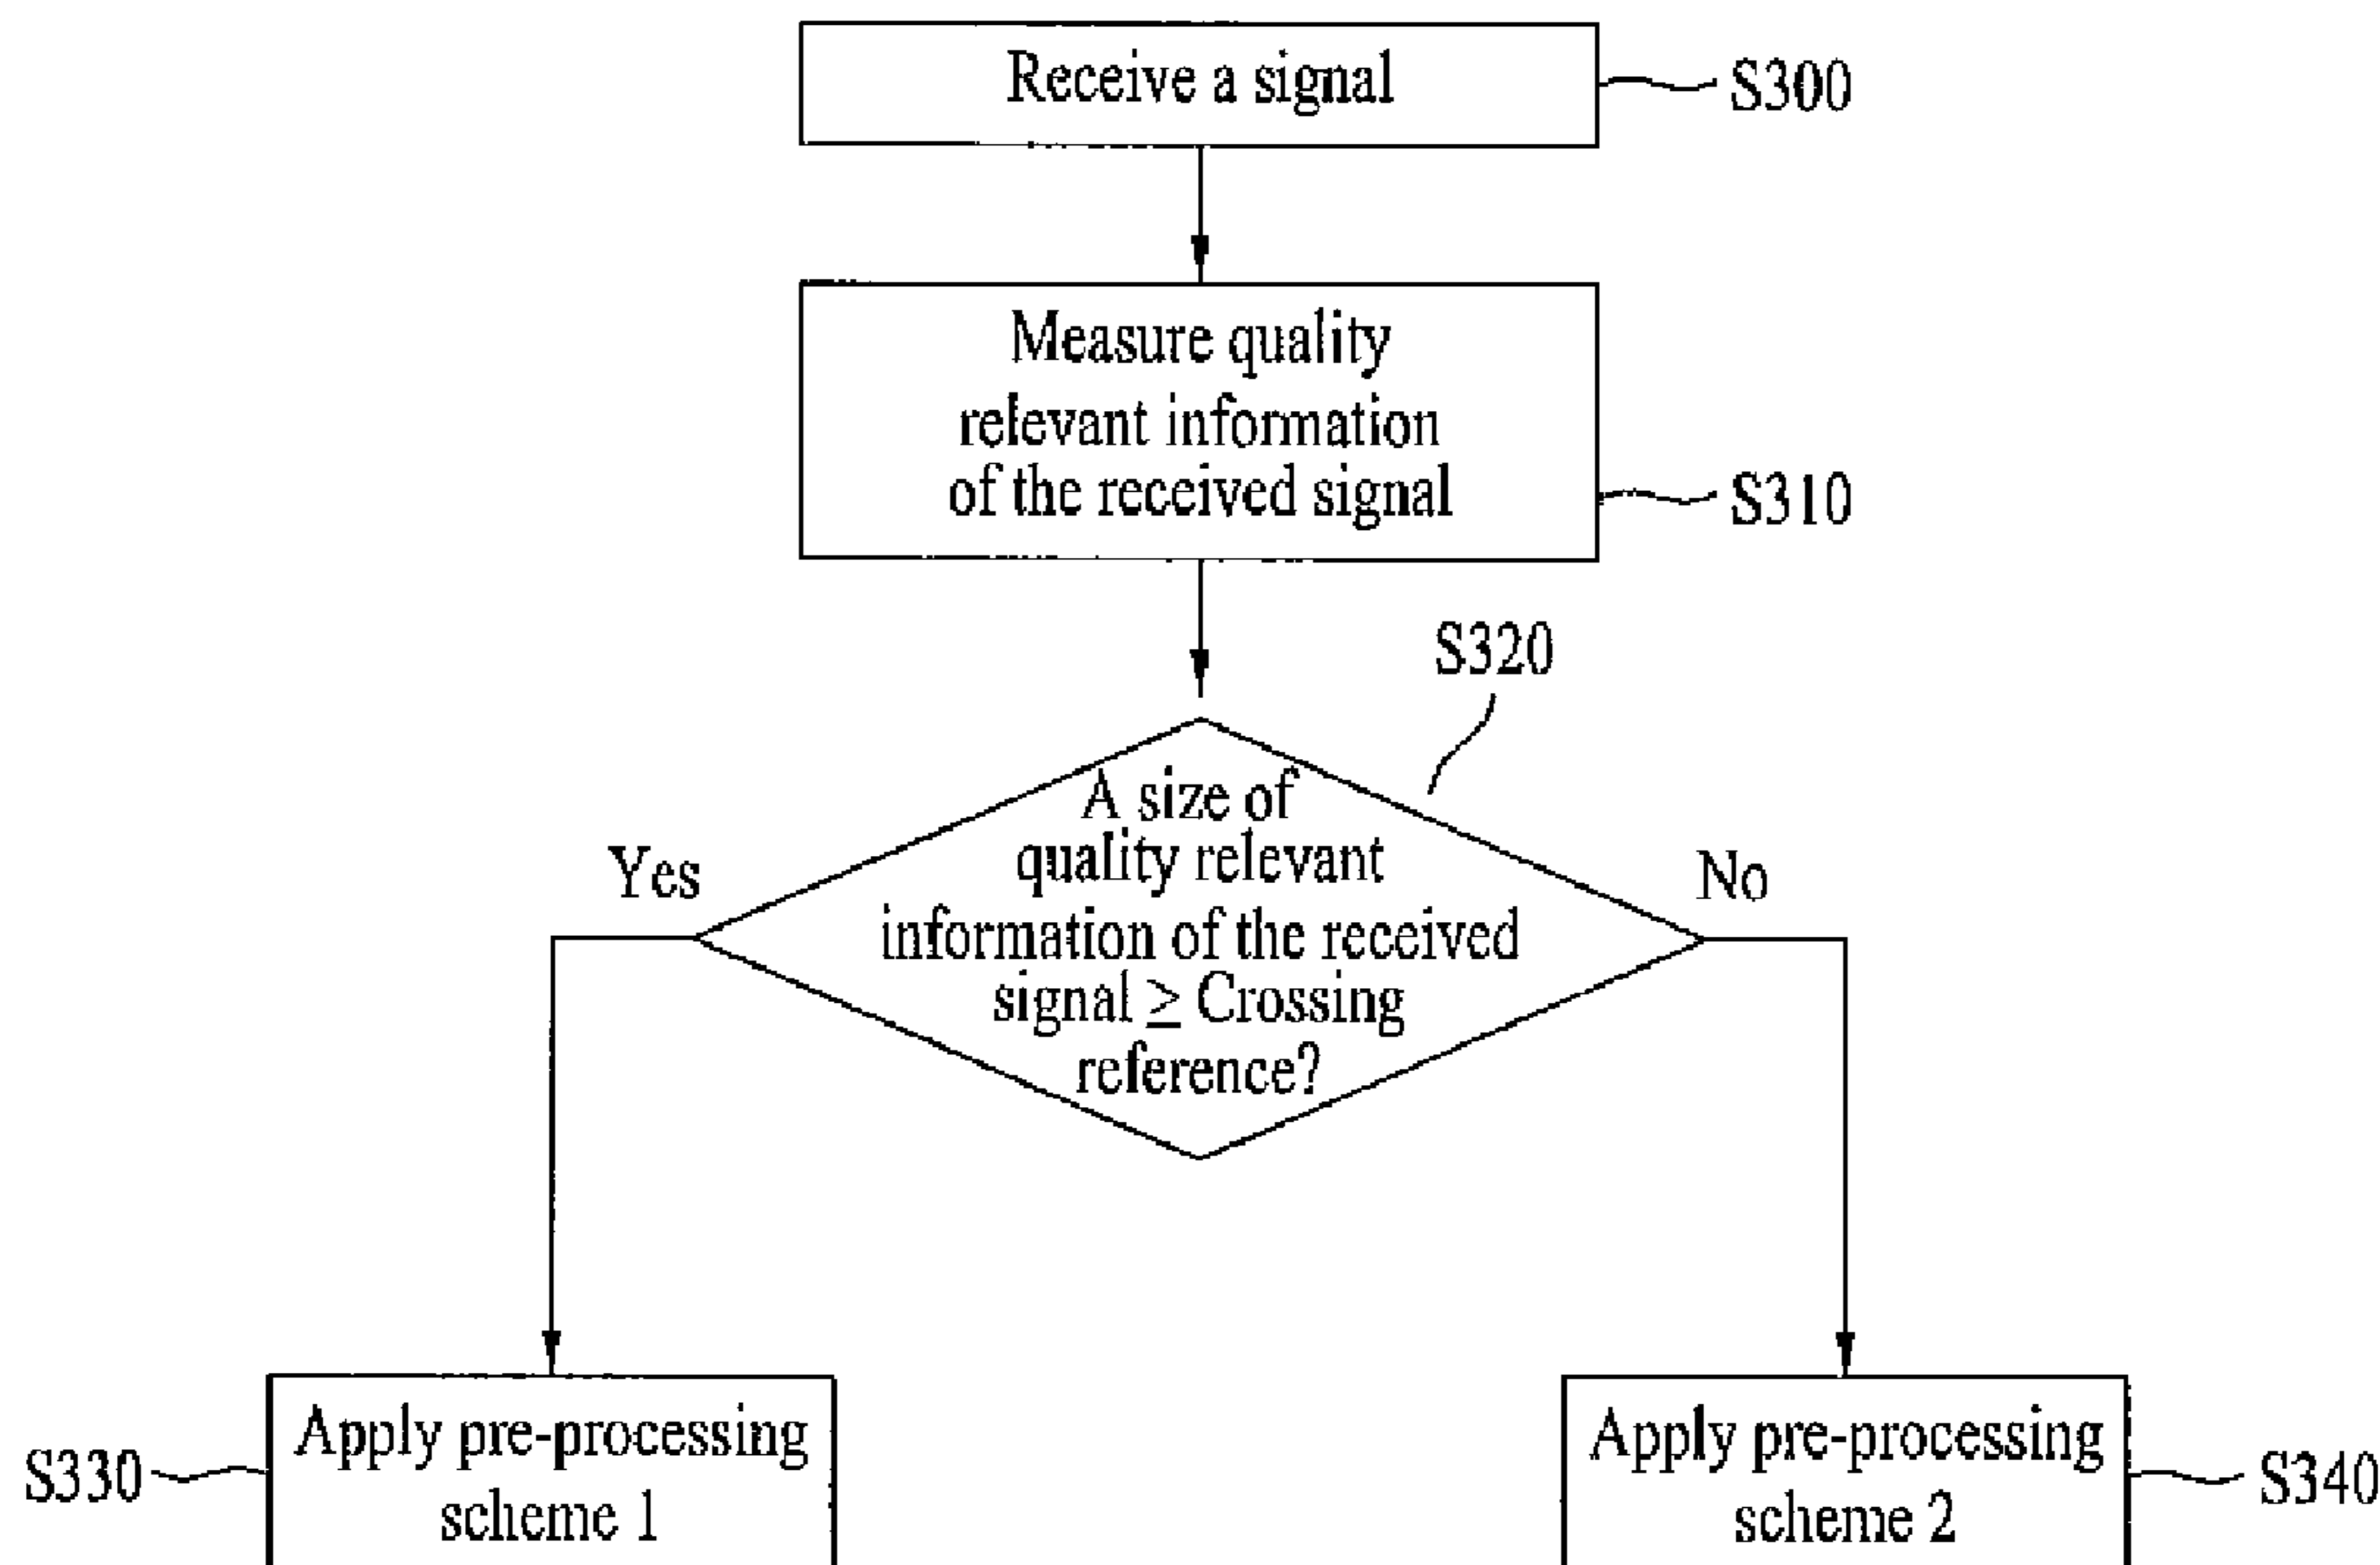 Receive a signal
S300
Measure quality
relevant information
of the received signal
S310
S320
A size of
quality relevant
information of the received
signal ≥ Crossing
reference?
Yes
No
Apply pre-processing
scheme 1
S330
Apply pre-processing
scheme 2
S340